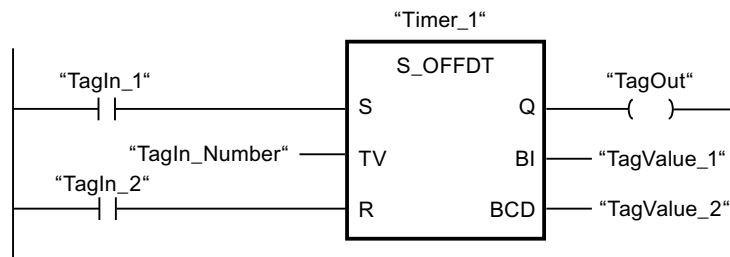 “Timer_1“
S_OFFDT
“TagIn_1“
S
Q
“TagOut“
“TagIn_Number“
TV
BI
“TagValue_1“
“TagIn_2“
R
BCD
“TagValue_2“